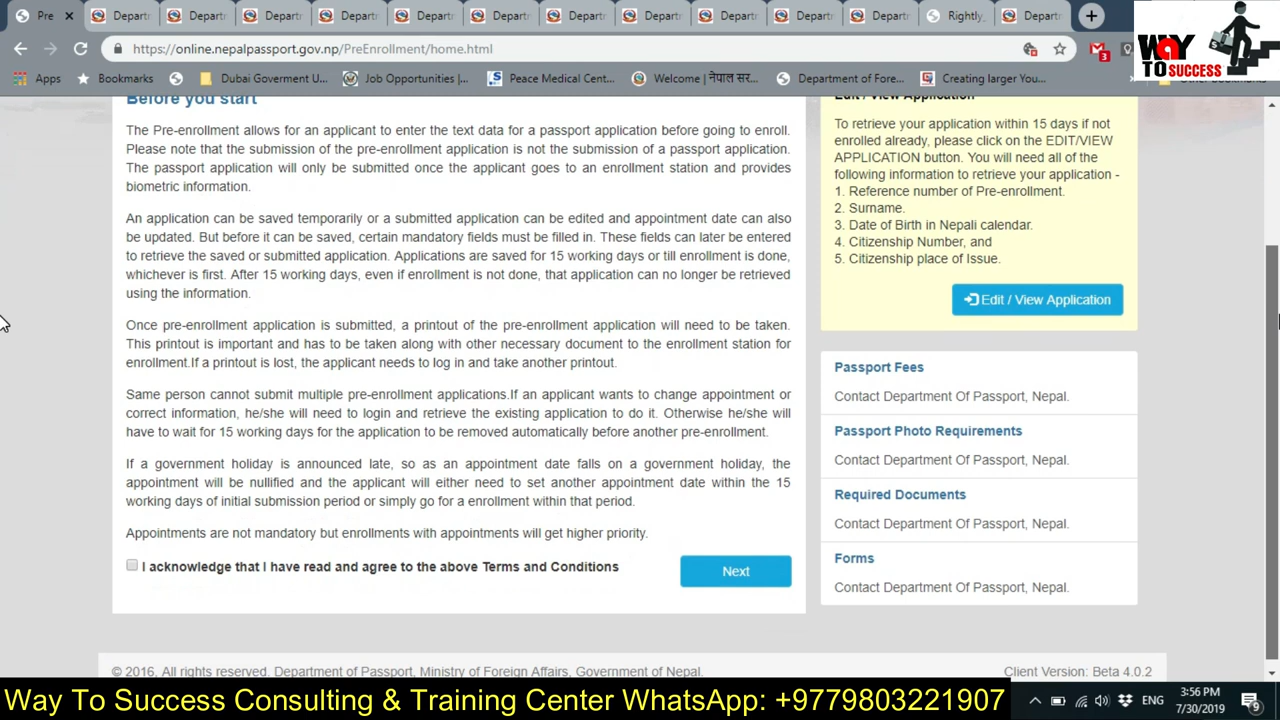 Pre
Departr
Departr
Departr
Departr
Departr
Departr
Departr
Departr
Departr
Departr
Departr
Rightly,
Departr
https://online.nepalpassport.gov.np/PreEnrollment/home.html
3
WAY
TO SUCCESS
Apps
Bookmarks
Dubai Goverment U...
Job Opportunities |...
Peace Medical Cent...
Welcome | नेपाल सर...
Department of Fore...
Creating larger You...
Before you start
The Pre-enrollment allows for an applicant to enter the text data for a passport application before going to enroll.
Please note that the submission of the pre-enrollment application is not the submission of a passport application.
The passport application will only be submitted once the applicant goes to an enrollment station and provides
biometric information.
An application can be saved temporarily or a submitted application can be edited and appointment date can also
be updated. But before it can be saved, certain mandatory fields must be filled in. These fields can later be entered
to retrieve the saved or submitted application. Applications are saved for 15 working days or till enrollment is done,
whichever is first. After 15 working days, even if enrollment is not done, that application can no longer be retrieved
using the information.
Once pre-enrollment application is submitted, a printout of the pre-enrollment application will need to be taken.
This printout is important and has to be taken along with other necessary document to the enrollment station for
enrollment.If a printout is lost, the applicant needs to log in and take another printout.
Same person cannot submit multiple pre-enrollment applications.If an applicant wants to change appointment or
correct information, he/she will need to login and retrieve the existing application to do it. Otherwise he/she will
have to wait for 15 working days for the application to be removed automatically before another pre-enrollment.
If a government holiday is announced late, so as an appointment date falls on a government holiday, the
appointment will be nullified and the applicant will either need to set another appointment date within the 15
working days of initial submission period or simply go for a enrollment within that period.
Appointments are not mandatory but enrollments with appointments will get higher priority.
I acknowledge that I have read and agree to the above Terms and Conditions
Next
Edit / View Application
To retrieve your application within 15 days if not
enrolled already, please click on the EDIT/VIEW
APPLICATION button. You will need all of the
following information to retrieve your application -
1. Reference number of Pre-enrollment.
2. Surname.
3. Date of Birth in Nepali calendar.
4. Citizenship Number, and
5. Citizenship place of Issue.
Edit / View Application
Passport Fees
Contact Department Of Passport, Nepal.
Passport Photo Requirements
Contact Department Of Passport, Nepal.
Required Documents
Contact Department Of Passport, Nepal.
Forms
Contact Department Of Passport, Nepal.
© 2016, All rights reserved. Department of Passport, Ministry of Foreign Affairs, Government of Nepal.
Client Version: Beta 4.0.2
Way To Success Consulting & Training Center WhatsApp: +9779803221907
ENG
3:56 PM
7/30/2019
9